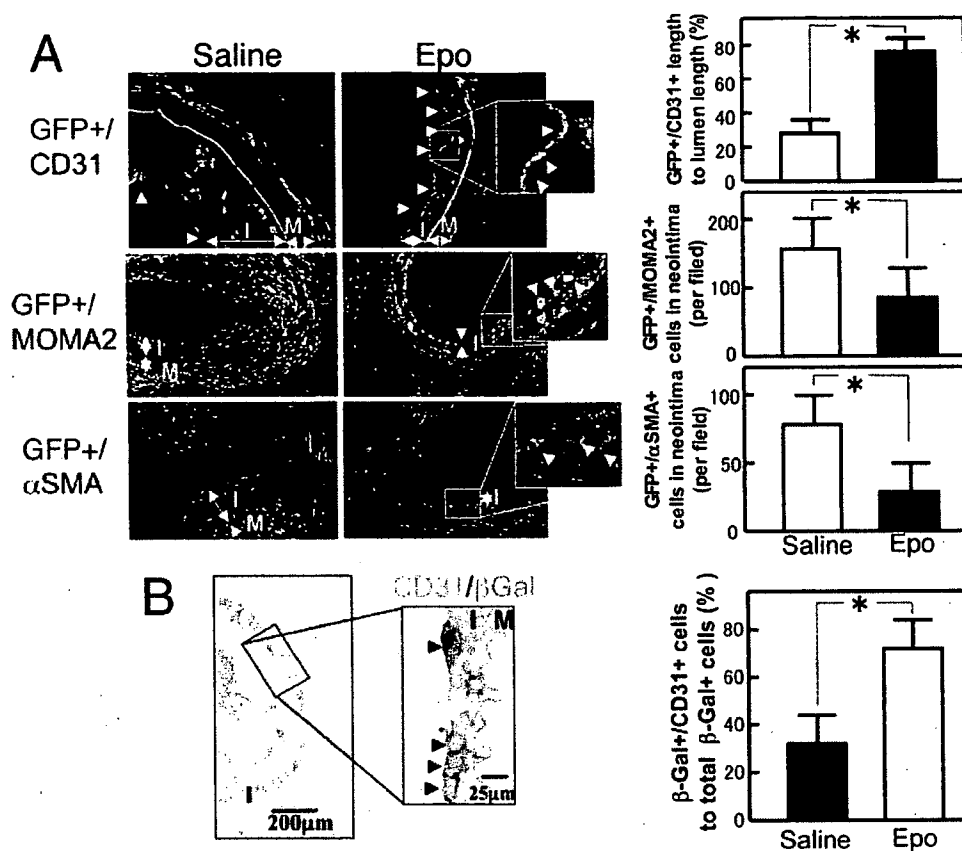 A
Saline
Epo
GFP+/
CD31
I
M
I
M
GFP+/
MOMA2
I
M
I
GFP+/
αSMA
I
M
I
GFP+/CD31+ length
to lumen length (%)
80
60
40
20
0
*
GFP+/MOMA2+
cells in neointima
(per filed)
200
100
0
*
GFP+/αSMA+
cells in neointima
(per field)
100
50
0
*
Saline
Epo
B
CD31/βGal
I
200µm
I M
25µm
β-Gal+/CD31+ cells
to total β-Gal+ cells (%)
80
60
40
20
0
*
Saline
Epo